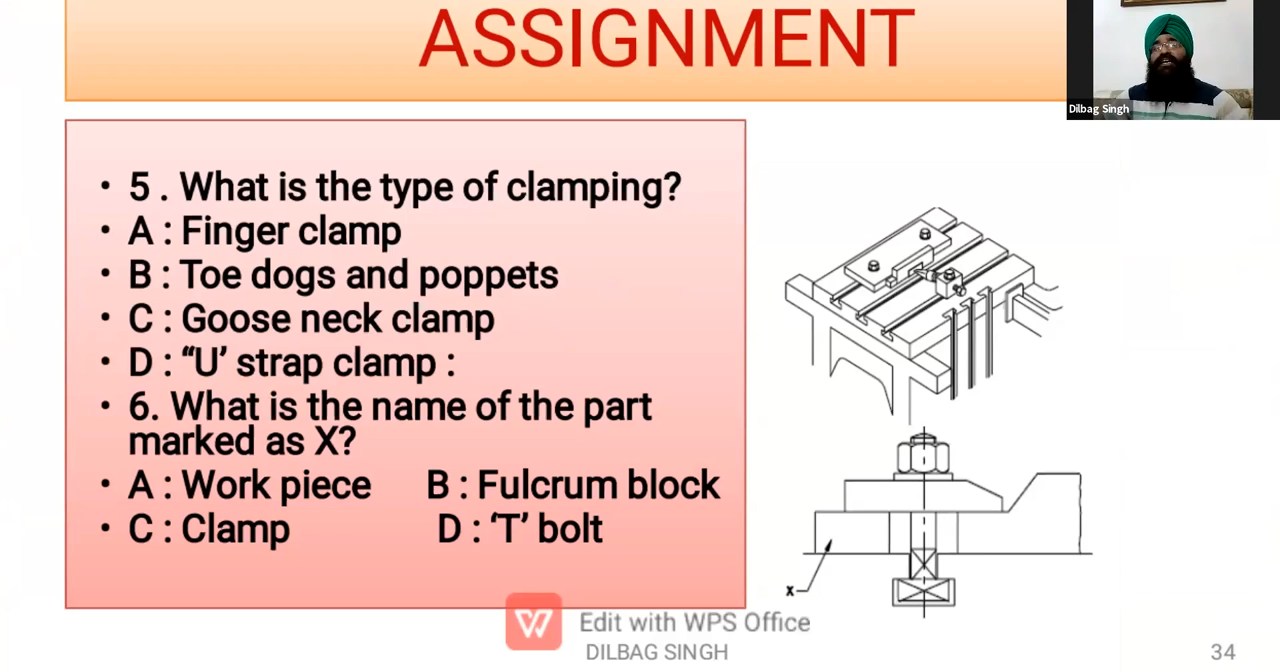 ASSIGNMENT
Dilbag Singh
• 5 . What is the type of clamping?
• A : Finger clamp
• B : Toe dogs and poppets
• C : Goose neck clamp
• D : “U’ strap clamp :
• 6. What is the name of the part
marked as X?
• A : Work piece B : Fulcrum block
• C : Clamp D : ‘T’ bolt
X
Edit with WPS Office
DILBAG SINGH
34